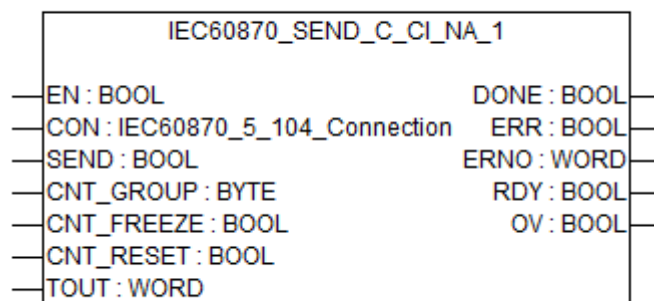 IEC60870_SEND_C_CI_NA_1
EN : BOOL DONE : BOOL
CON : IEC60870_5_104_Connection ERR : BOOL
SEND : BOOL ERNO : WORD
CNT_GROUP : BYTE RDY : BOOL
CNT_FREEZE : BOOL OV : BOOL
CNT_RESET : BOOL
TOUT : WORD